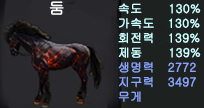 둠
속도 130%
가속도 130%
회전력 139%
제동 139%
생명력 2772
지구력 3497
무게